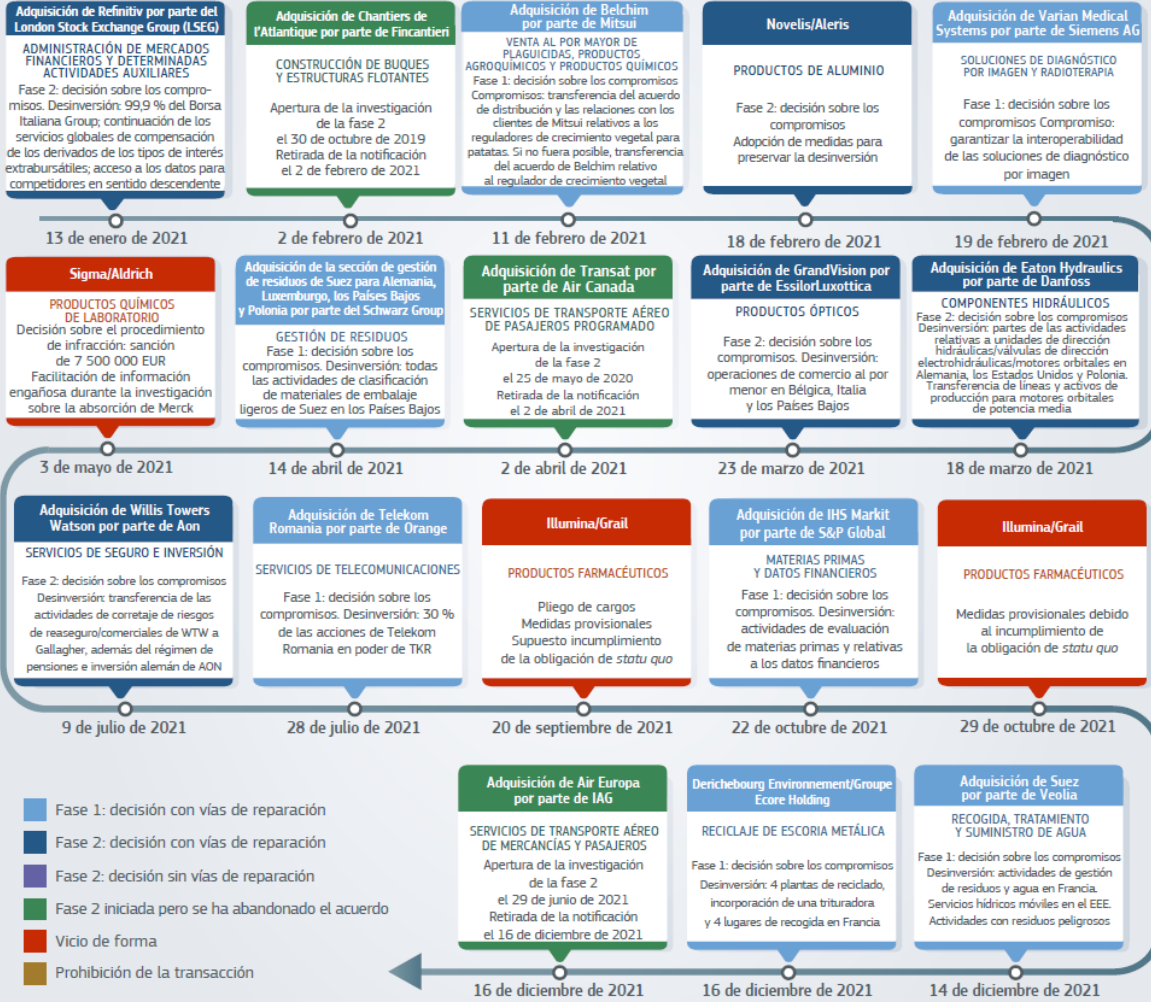 Adquisición de Refinitiv por parte del
London Stock Exchange Group (LSEG)
ADMINISTRACIÓN DE MERCADOS
FINANCIEROS Y DETERMINADAS
ACTIVIDADES AUXILIARES
Fase 2: decisión sobre los compro-
misos. Desinversión: 99,9 % del Borsa
Italiana Group; continuación de los
servicios globales de compensación
de los derivados de los tipos de interés
extrabursátiles; acceso a los datos para
competidores en sentido descendente
13 de enero de 2021
Adquisición de Chantiers de
l'Atlantique por parte de Fincantieri
CONSTRUCCIÓN DE BUQUES
Y ESTRUCTURAS FLOTANTES
Apertura de la investigación
de la fase 2
el 30 de octubre de 2019
Retirada de la notificación
el 2 de febrero de 2021
2 de febrero de 2021
Adquisición de Belchim
por parte de Mitsui
VENTA AL POR MAYOR DE
PLAGUICIDAS, PRODUCTOS
AGROQUÍMICOS Y PRODUCTOS QUÍMICOS
Fase 1: decisión sobre los compromisos
Compromisos: transferencia del acuerdo
de distribución y las relaciones con los
clientes de Mitsui relativos a los
reguladores de crecimiento vegetal para
patatas. Si no fuera posible, transferencia
del acuerdo de Belchim relativo
al regulador de crecimiento vegetal
11 de febrero de 2021
Novelis/Aleris
PRODUCTOS DE ALUMINIO
Fase 2: decisión sobre los
compromisos
Adopción de medidas para
preservar la desinversión
18 de febrero de 2021
Adquisición de Varian Medical
Systems por parte de Siemens AG
SOLUCIONES DE DIAGNÓSTICO
POR IMAGEN Y RADIOTERAPIA
Fase 1: decisión sobre los
compromisos Compromiso:
garantizar la interoperabilidad
de las soluciones de diagnóstico
por imagen
19 de febrero de 2021
Sigma/Aldrich
PRODUCTOS QUÍMICOS
DE LABORATORIO
Decisión sobre el procedimiento
de infracción: sanción
de 7 500 000 EUR
Facilitación de información
engañosa durante la investigación
sobre la absorción de Merck
3 de mayo de 2021
Adquisición de la sección de gestión
de residuos de Suez para Alemania,
Luxemburgo, los Países Bajos
y Polonia por parte del Schwarz Group
GESTIÓN DE RESIDUOS
Fase 1: decisión sobre los
compromisos. Desinversión: todas
las actividades de clasificación
de materiales de embalaje
ligeros de Suez en los Países Bajos
14 de abril de 2021
Adquisición de Transat por
parte de Air Canada
SERVICIOS DE TRANSPORTE AÉREO
DE PASAJEROS PROGRAMADO
Apertura de la investigación
de la fase 2
el 25 de mayo de 2020
Retirada de la notificación
el 2 de abril de 2021
2 de abril de 2021
Adquisición de GrandVision por
parte de EssilorLuxottica
PRODUCTOS ÓPTICOS
Fase 2: decisión sobre los
compromisos. Desinversión:
operaciones de comercio al por
menor en Bélgica, Italia
y los Países Bajos
23 de marzo de 2021
Adquisición de Eaton Hydraulics
por parte de Danfoss
COMPONENTES HIDRÁULICOS
Fase 2: decisión sobre los compromisos
Desinversión: partes de las actividades
relativas a unidades de dirección
hidráulicas/válvulas de dirección
electrohidráulicas/motores orbitales en
Alemania, los Estados Unidos y Polonia.
Transferencia de líneas y activos de
producción para motores orbitales
de potencia media
18 de marzo de 2021
Adquisición de Willis Towers
Watson por parte de Aon
SERVICIOS DE SEGURO E INVERSIÓN
Fase 2: decisión sobre los compromisos
Desinversión: transferencia de las
actividades de corretaje de riesgos
de reaseguro/comerciales de WTW a
Gallagher, además del régimen de
pensiones e inversión alemán de AON
9 de julio de 2021
Adquisición de Telekom
Romania por parte de Orange
SERVICIOS DE TELECOMUNICACIONES
Fase 1: decisión sobre los
compromisos. Desinversión: 30 %
de las acciones de Telekom
Romania en poder de TKR
28 de julio de 2021
Illumina/Grail
PRODUCTOS FARMACÉUTICOS
Pliego de cargos
Medidas provisionales
Supuesto incumplimiento
de la obligación de statu quo
20 de septiembre de 2021
Adquisición de IHS Markit
por parte de S&P Global
MATERIAS PRIMAS
Y DATOS FINANCIEROS
Fase 1: decisión sobre los
compromisos. Desinversión:
actividades de evaluación
de materias primas y relativas
a los datos financieros
22 de octubre de 2021
Illumina/Grail
PRODUCTOS FARMACÉUTICOS
Medidas provisionales debido
al incumplimiento de
la obligación de statu quo
29 de octubre de 2021
Fase 1: decisión con vías de reparación
Fase 2: decisión con vías de reparación
Fase 2: decisión sin vías de reparación
Fase 2 iniciada pero se ha abandonado el acuerdo
Vicio de forma
Prohibición de la transacción
Adquisición de Air Europa
por parte de IAG
SERVICIOS DE TRANSPORTE AÉREO
DE MERCANCÍAS Y PASAJEROS
Apertura de la investigación
de la fase 2
el 29 de junio de 2021
Retirada de la notificación
el 16 de diciembre de 2021
16 de diciembre de 2021
Derichebourg Environnement/Groupe
Ecore Holding
RECICLAJE DE ESCORIA METÁLICA
Fase 1: decisión sobre los compromisos
Desinversión: 4 plantas de reciclado,
incorporación de una trituradora
y 4 lugares de recogida en Francia
16 de diciembre de 2021
Adquisición de Suez
por parte de Veolia
RECOGIDA, TRATAMIENTO
Y SUMINISTRO DE AGUA
Fase 1: decisión sobre los compromisos
Desinversión: actividades de gestión
de residuos y agua en Francia.
Servicios hídricos móviles en el EEE.
Actividades con residuos peligrosos
14 de diciembre de 2021